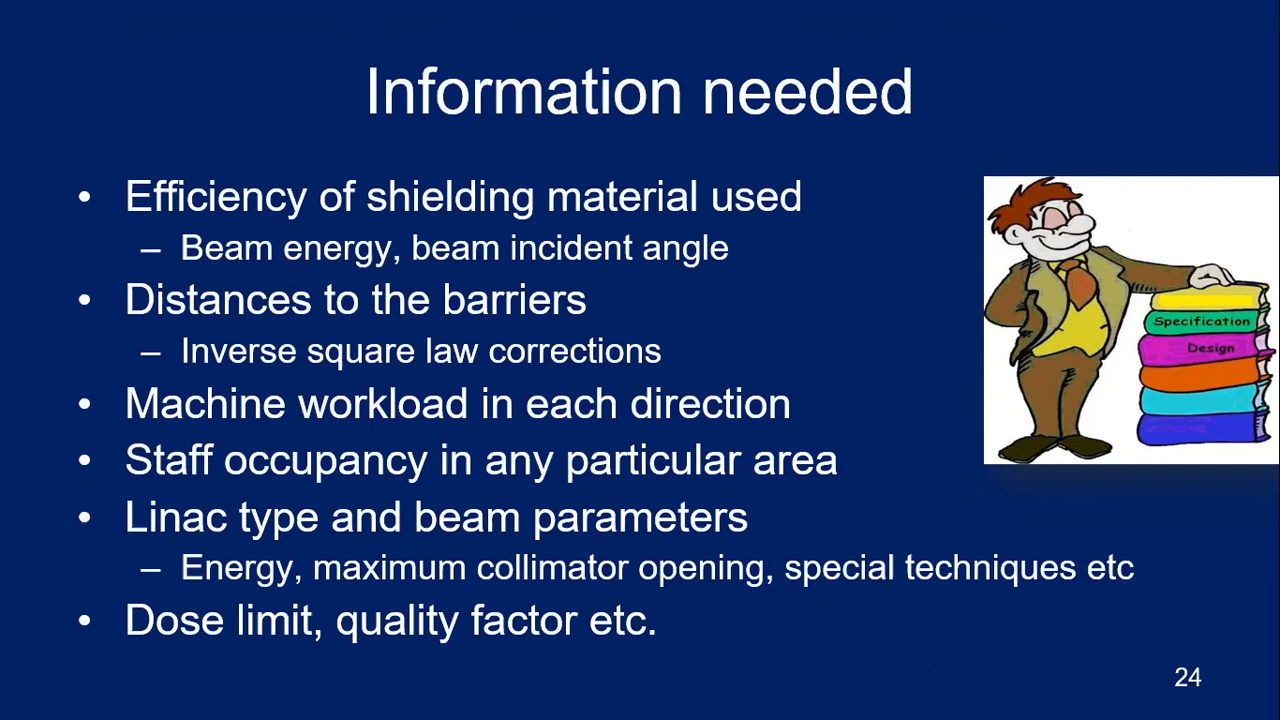 Information needed
• Efficiency of shielding material used
– Beam energy, beam incident angle
• Distances to the barriers
– Inverse square law corrections
• Machine workload in each direction
• Staff occupancy in any particular area
• Linac type and beam parameters
– Energy, maximum collimator opening, special techniques etc
• Dose limit, quality factor etc.
Specification
Design
24